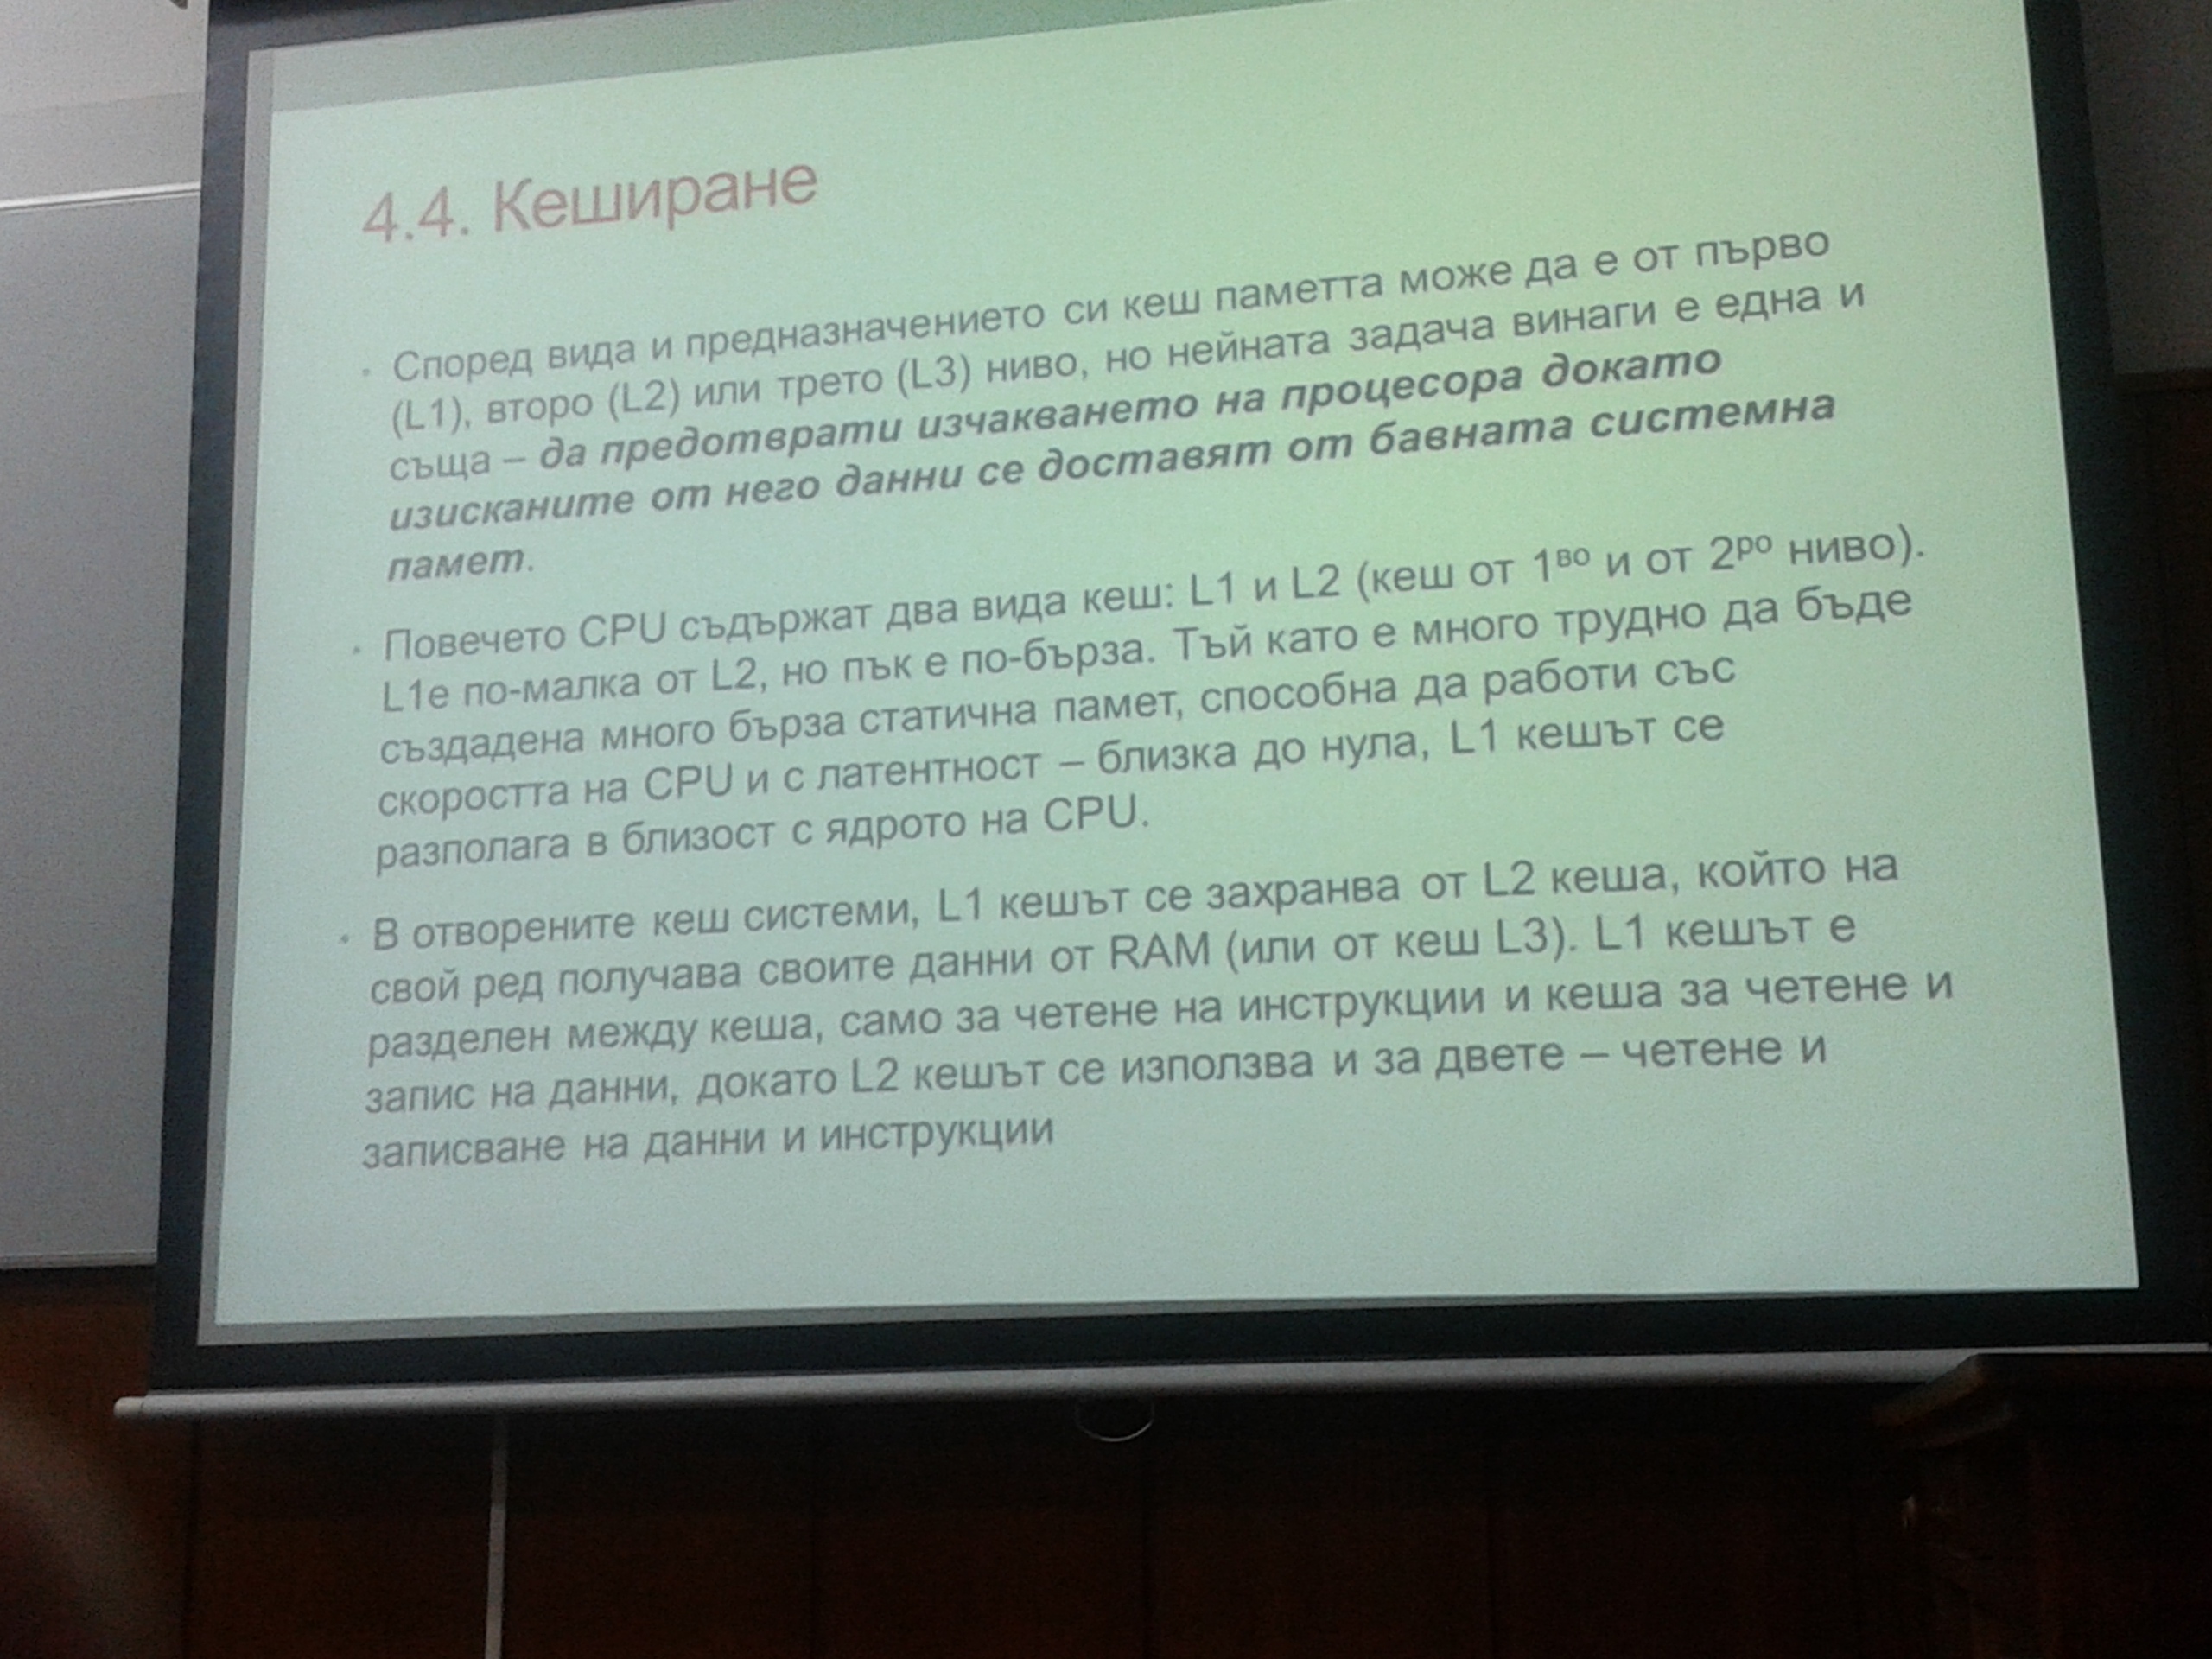 4.4. Кеширане
• Според вида и предназначението си кеш паметта може да е от първо
(L1), второ (L2) или трето (L3) ниво, но нейната задача винаги е една и
съща – да предотврати изчакването на процесора докато
изисканите от него данни се доставят от бавната системна
памет.
• Повечето CPU съдържат два вида кеш: L1 и L2 (кеш от 1во и от 2ро ниво).
L1е по-малка от L2, но пък е по-бърза. Тъй като е много трудно да бъде
създадена много бърза статична памет, способна да работи със
скоростта на CPU и с латентност – близка до нула, L1 кешът се
разполага в близост с ядрото на CPU.
• В отворените кеш системи, L1 кешът се захранва от L2 кеша, който на
свой ред получава своите данни от RAM (или от кеш L3). L1 кешът е
разделен между кеша, само за четене на инструкции и кеша за четене и
запис на данни, докато L2 кешът се използва и за двете – четене и
записване на данни и инструкции